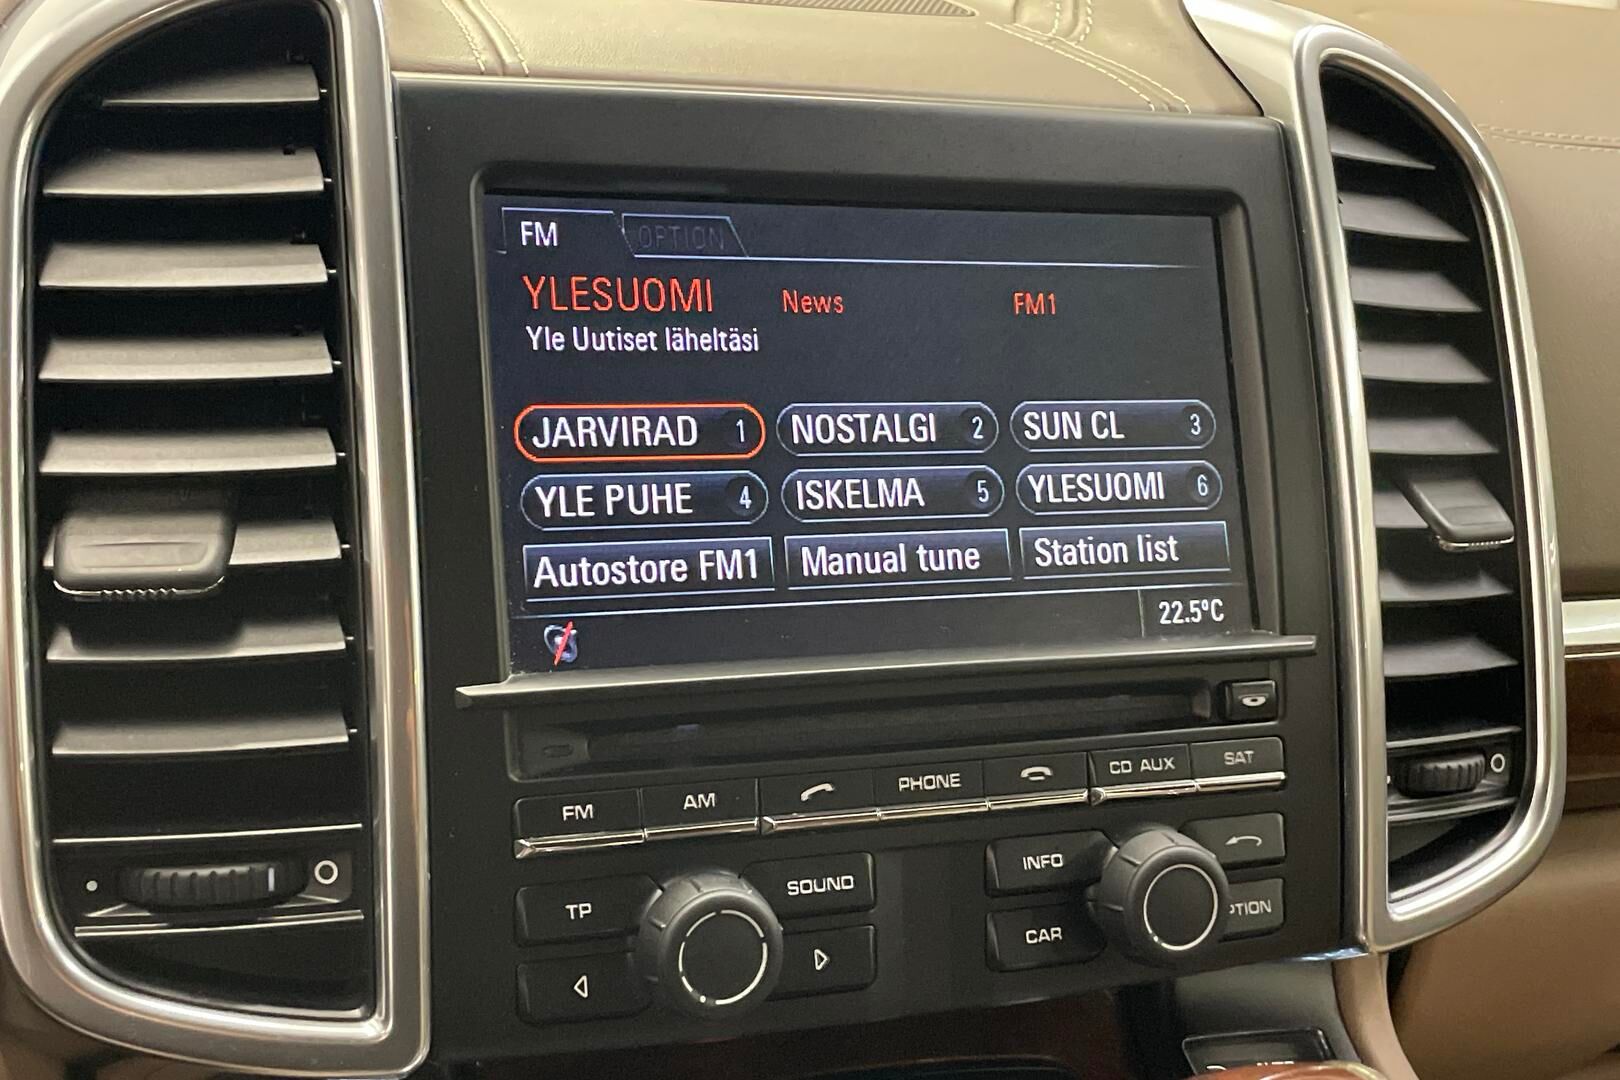 FM OPTION
YLESUOMI News FM1
Yle Uutiset läheltäsi
JARVIRAD 1 NOSTALGI 2 SUN CL 3
YLE PUHE 4 ISKELMA 5 YLESUOMI 6
Autostore FM1 Manual tune Station list
22.5°C
FM AM PHONE CD AUX SAT
TP SOUND INFO
CAR PTION